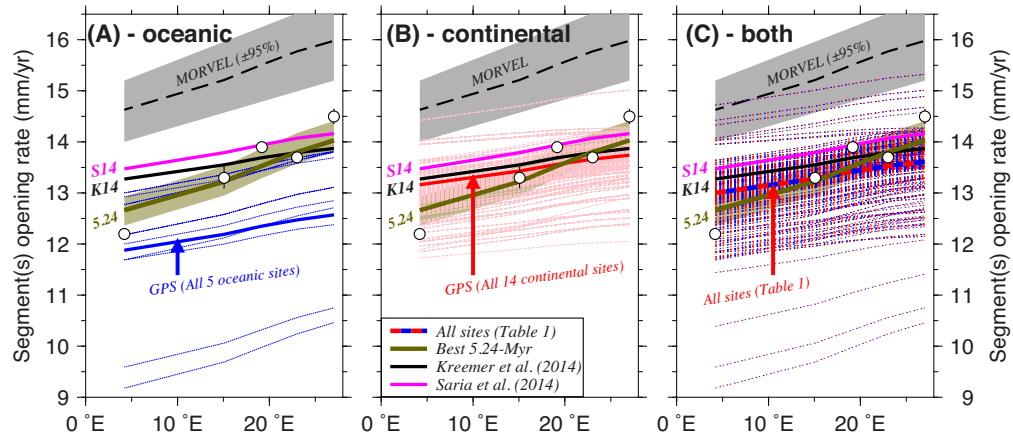 (A) - oceanic
(B) - continental
(C) - both
Segment(s) opening rate (mm/yr)
16
15
14
13
12
11
10
9
MORVEL (±95%)
S14
K14
5.24
GPS (All 5 oceanic sites)
0˚E
10˚E
20˚E
MORVEL
S14
K14
5.24
GPS (All 14 continental sites)
All sites (Table 1)
Best 5.24-Myr
Kreemer et al. (2014)
Saria et al. (2014)
0˚E
10˚E
20˚E
MORVEL (±95%)
S14
K14
5.24
All sites (Table 1)
0˚E
10˚E
20˚E
16
15
14
13
12
11
10
9
Segment(s) opening rate (mm/yr)